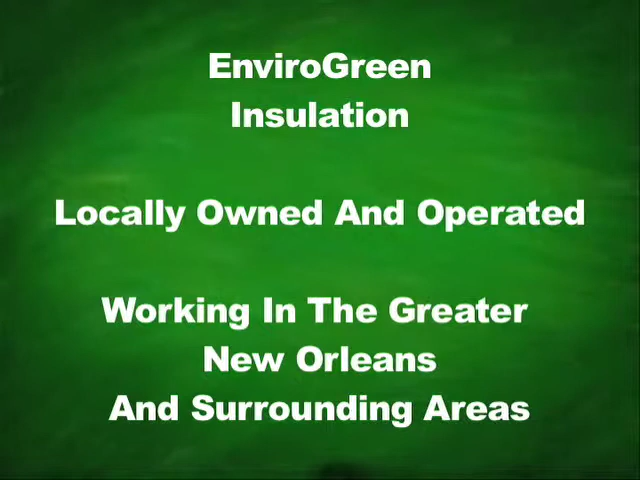 EnviroGreen
Insulation
Locally Owned And Operated
Working In The Greater
New Orleans
And Surrounding Areas